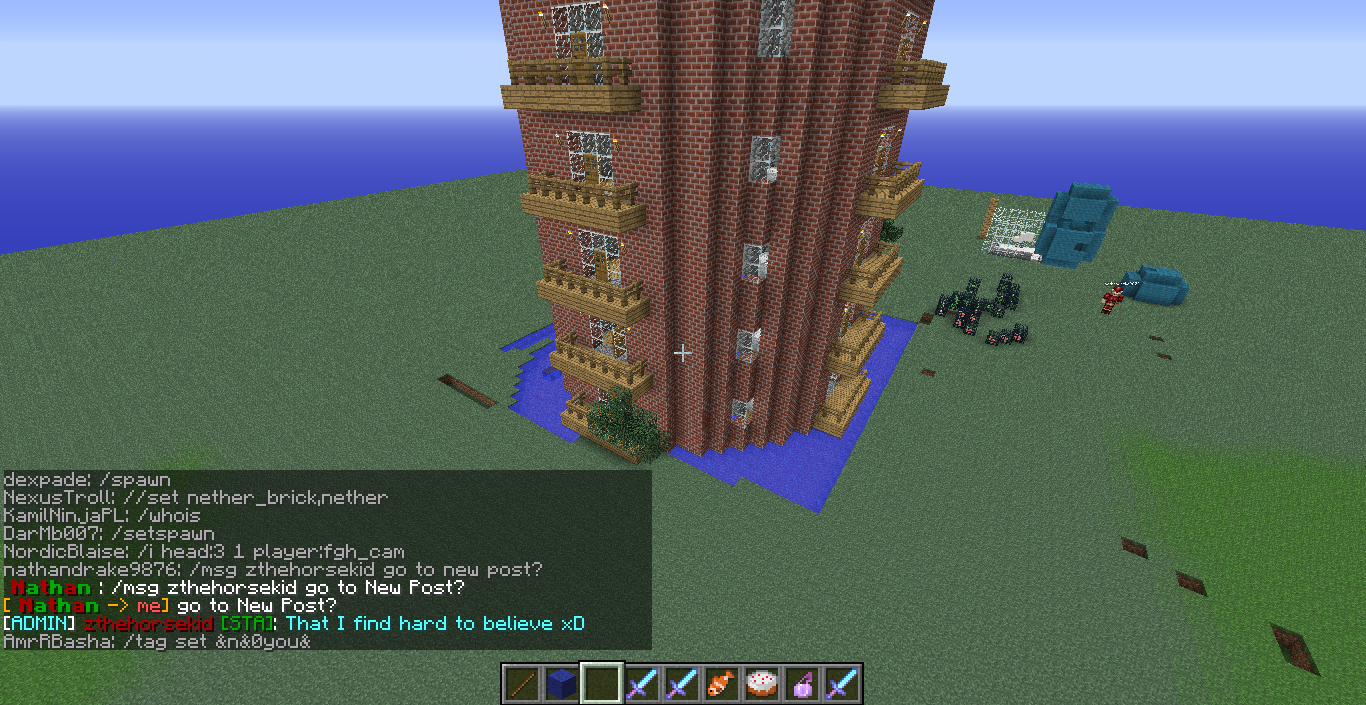 dexpade: /spawn
NexusTroll: //set nether_brick,nether
KamilNinjaPL: /whois
DarMb007: /setspawn
NordicBlaise: /i head:3 1 player:fgh_cam
nathandrake9876: /msg zthehorsekid go to new post?
Nathan : /msg zthehorsekid go to New Post?
[ Nathan -> me] go to New Post?
[ADMIN] zthehorsekid [STA]: That I find hard to believe xD
AmrRBasha: /tag set &n&0you&